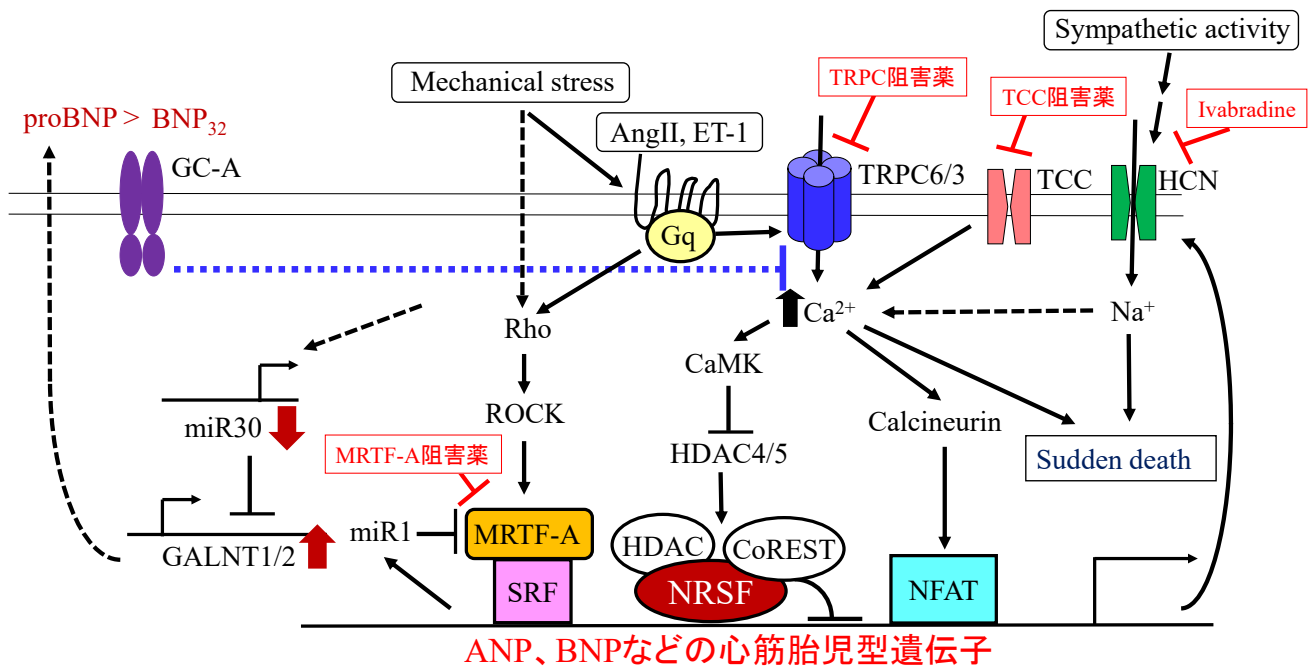 Sympathetic activity
TRPC阻害薬
Mechanical stress
TCC阻害薬
Ivabradine
proBNP > BNP32
AngII, ET-1
GC-A
TRPC6/3
TCC
HCN
Gq
Rho
Ca2+
Na+
CaMK
ROCK
miR30
Calcineurin
MRTF-A阻害薬
HDAC4/5
Sudden death
miR1
MRTF-A
HDAC
CoREST
GALNT1/2
SRF
NRSF
NFAT
ANP、BNPなどの心筋胎児型遺伝子